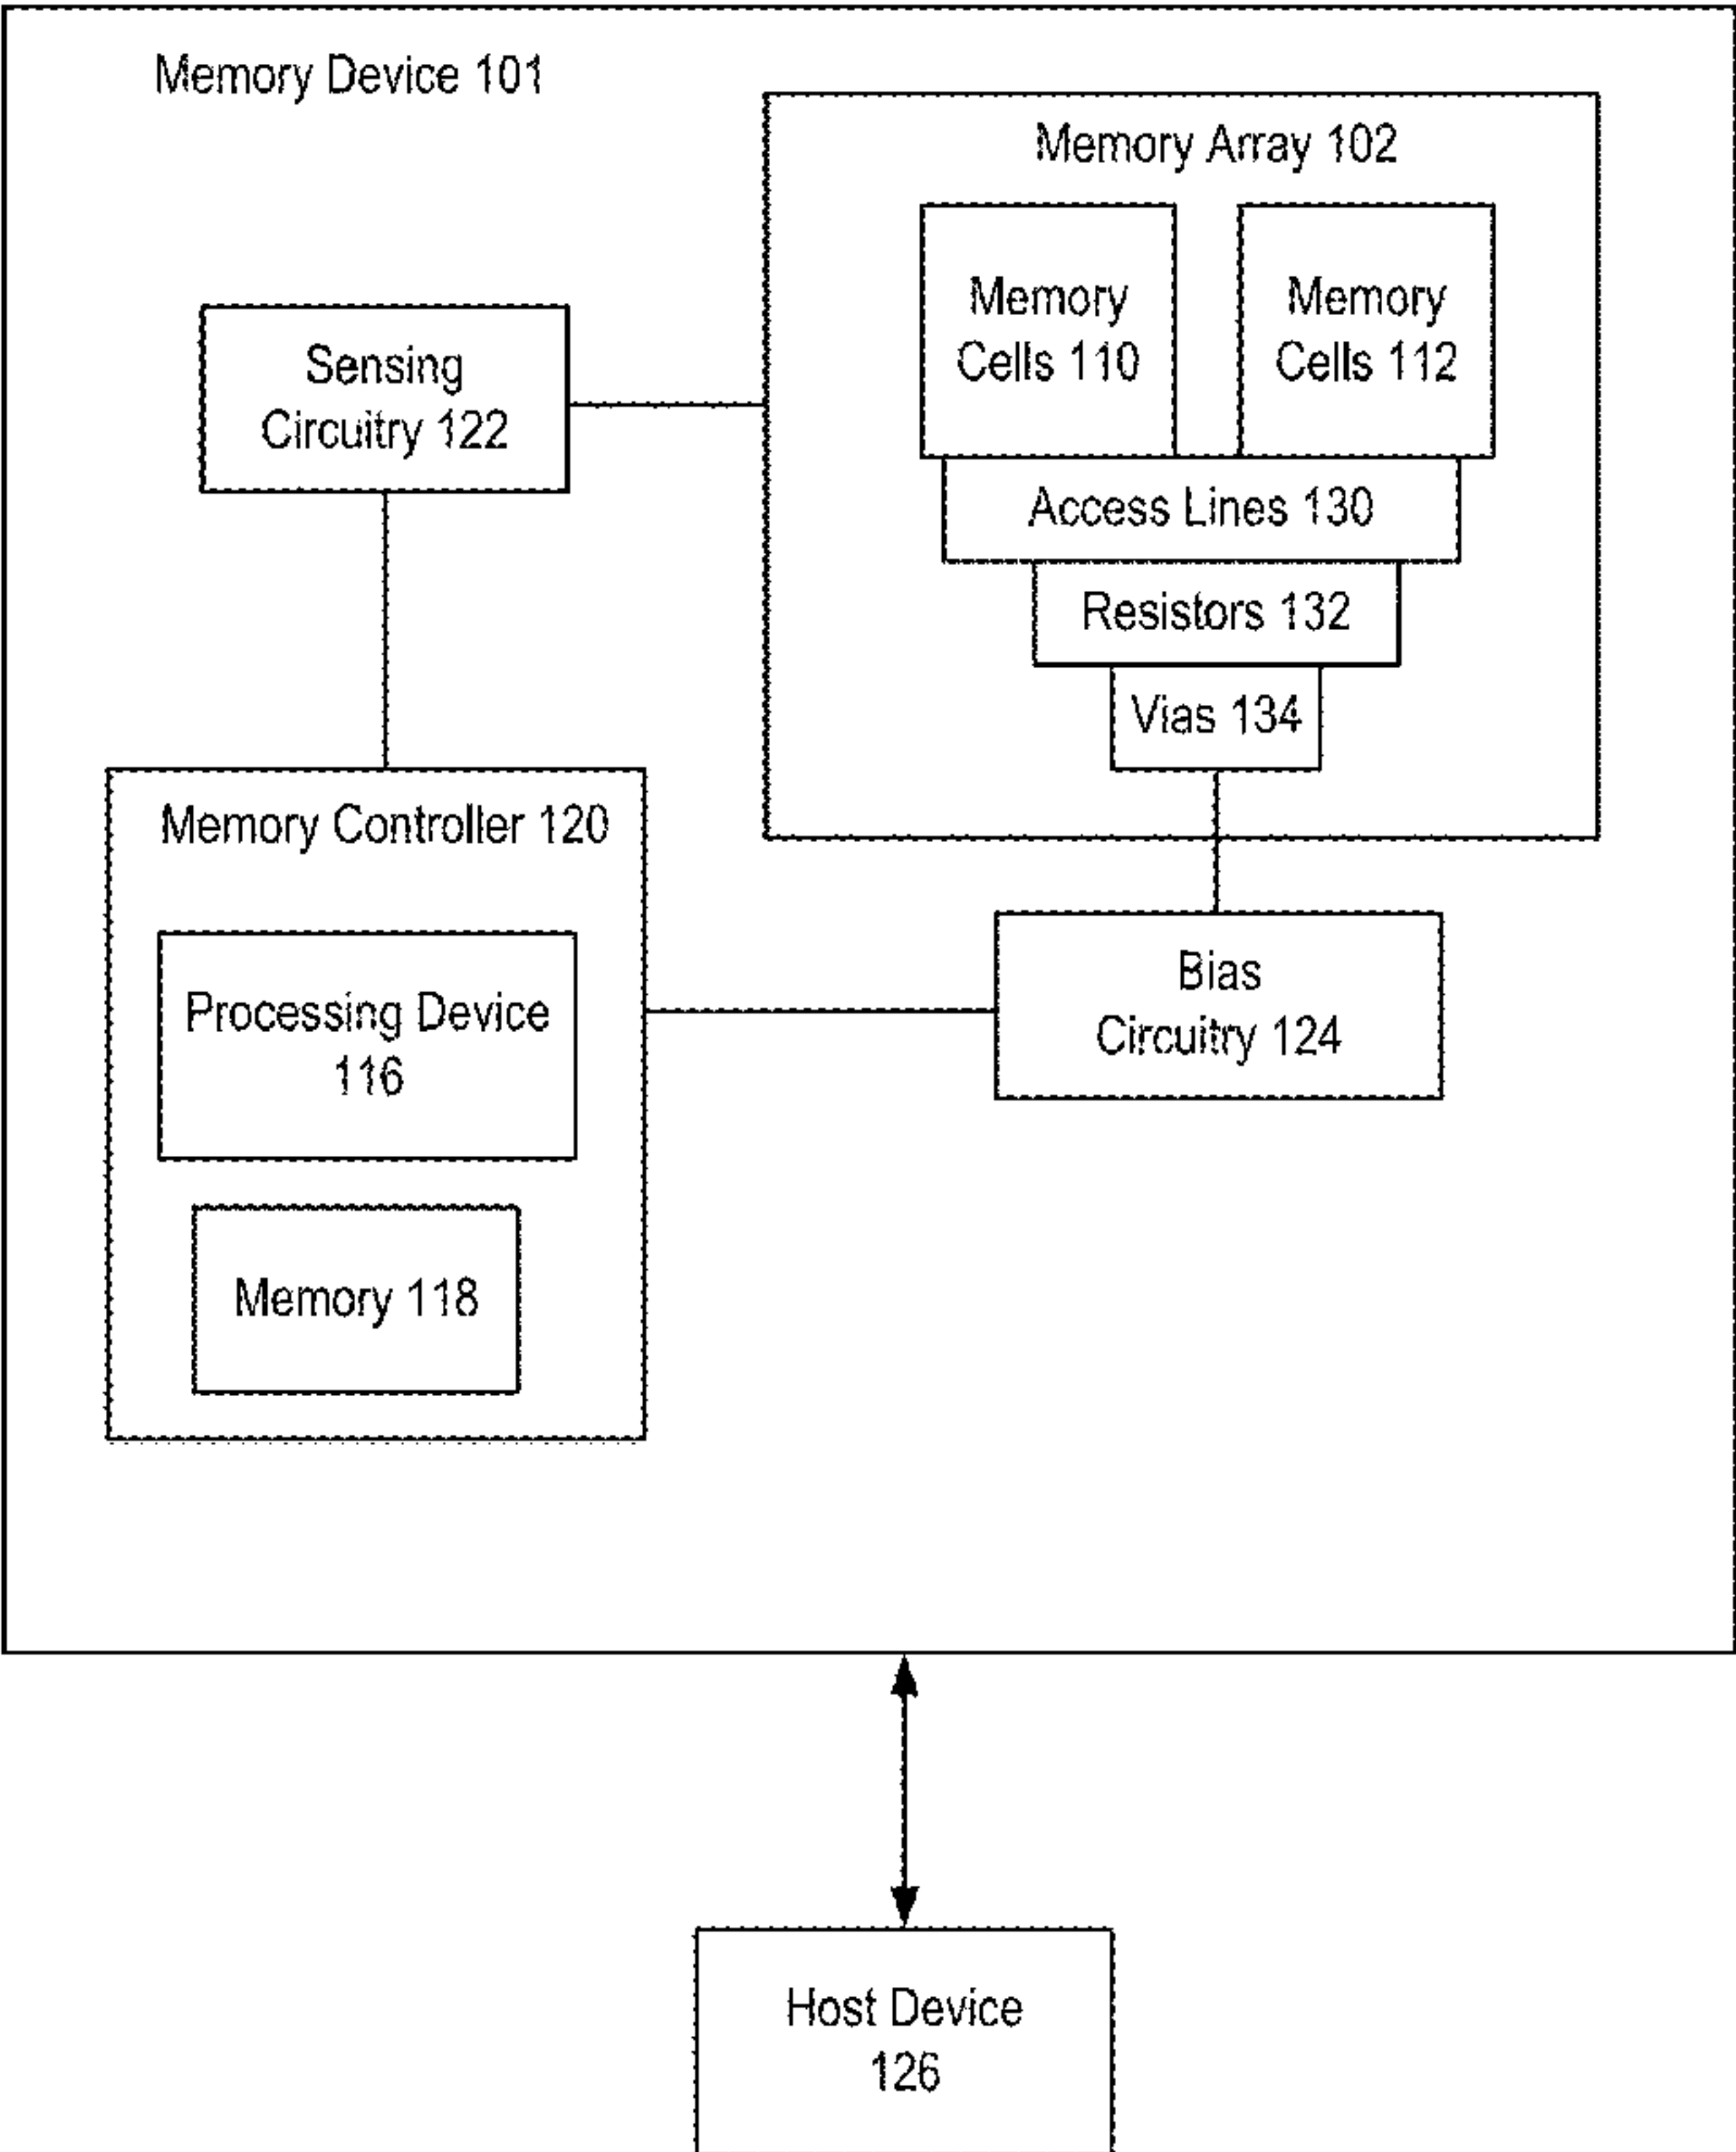 Memory Device 101
Memory Array 102
Memory
Cells 110
Memory
Cells 112
Sensing
Circuitry 122
Access Lines 130
Resistors 132
Vias 134
Memory Controller 120
Processing Device
116
Bias
Circuitry 124
Memory 118
Host Device
126